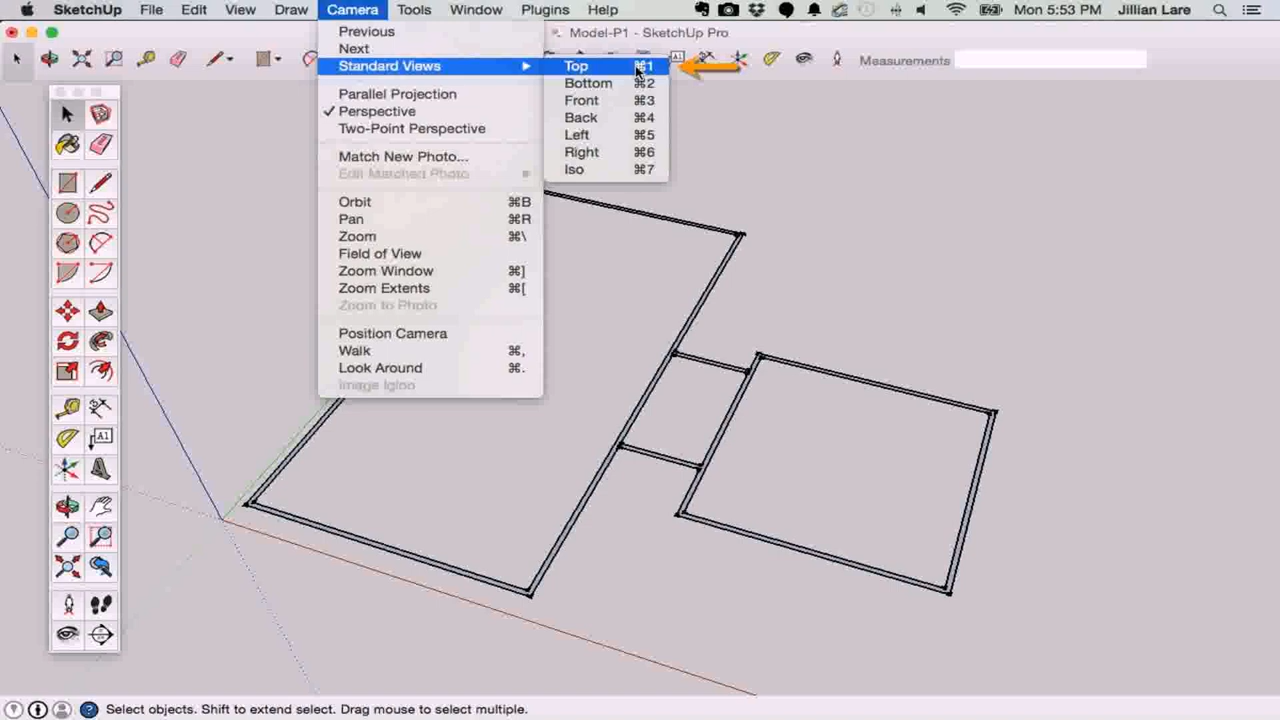 SketchUp File Edit View Draw Camera Tools Window Plugins Help Mon 5:53 PM Jillian Lare
Model-P1 - SketchUp Pro
Measurements
A1
Previous
Next
Standard Views
Parallel Projection
✓ Perspective
Two-Point Perspective
Match New Photo...
Edit Matched Photo
Orbit ⌘B
Pan ⌘R
Zoom ⌘\
Field of View
Zoom Window ⌘]
Zoom Extents ⌘[
Zoom to Photo
Position Camera
Walk ⌘,
Look Around ⌘.
Image Igloo
Top ⌘1
Bottom ⌘2
Front ⌘3
Back ⌘4
Left ⌘5
Right ⌘6
Iso ⌘7
A1
Select objects. Shift to extend select. Drag mouse to select multiple.